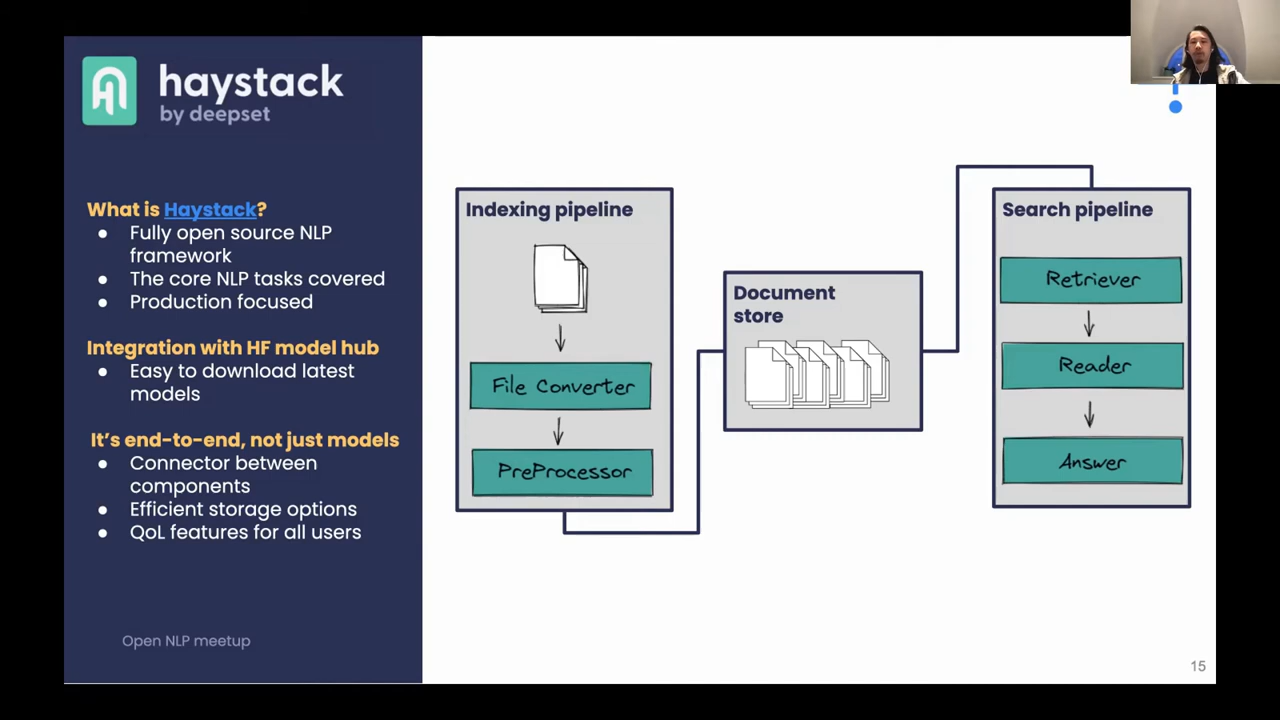 haystack
by deepset
What is Haystack?
● Fully open source NLP
framework
● The core NLP tasks covered
● Production focused
Integration with HF model hub
● Easy to download latest
models
It's end-to-end, not just models
● Connector between
components
● Efficient storage options
● QoL features for all users
Open NLP meetup
Indexing pipeline
File Converter
PreProcessor
Document
store
Search pipeline
Retriever
Reader
Answer
15